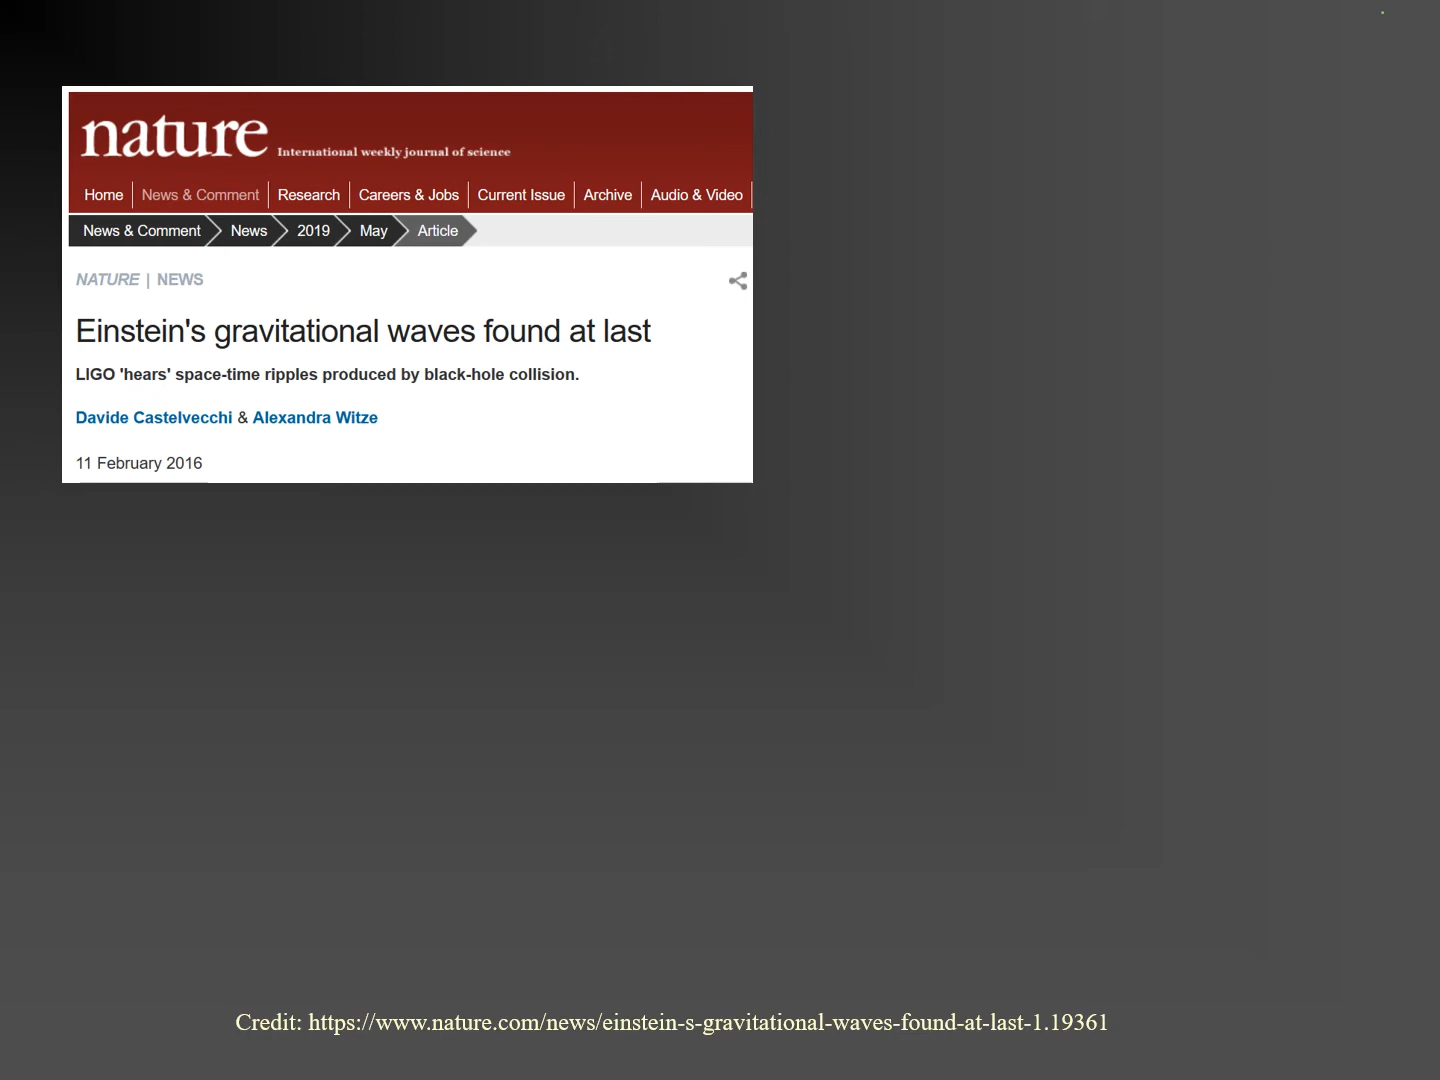 nature International weekly journal of science
Home News & Comment Research Careers & Jobs Current Issue Archive Audio & Video
News & Comment News 2019 May Article
NATURE | NEWS
Einstein's gravitational waves found at last
LIGO 'hears' space-time ripples produced by black-hole collision.
Davide Castelvecchi & Alexandra Witze
11 February 2016
Credit: https://www.nature.com/news/einstein-s-gravitational-waves-found-at-last-1.19361